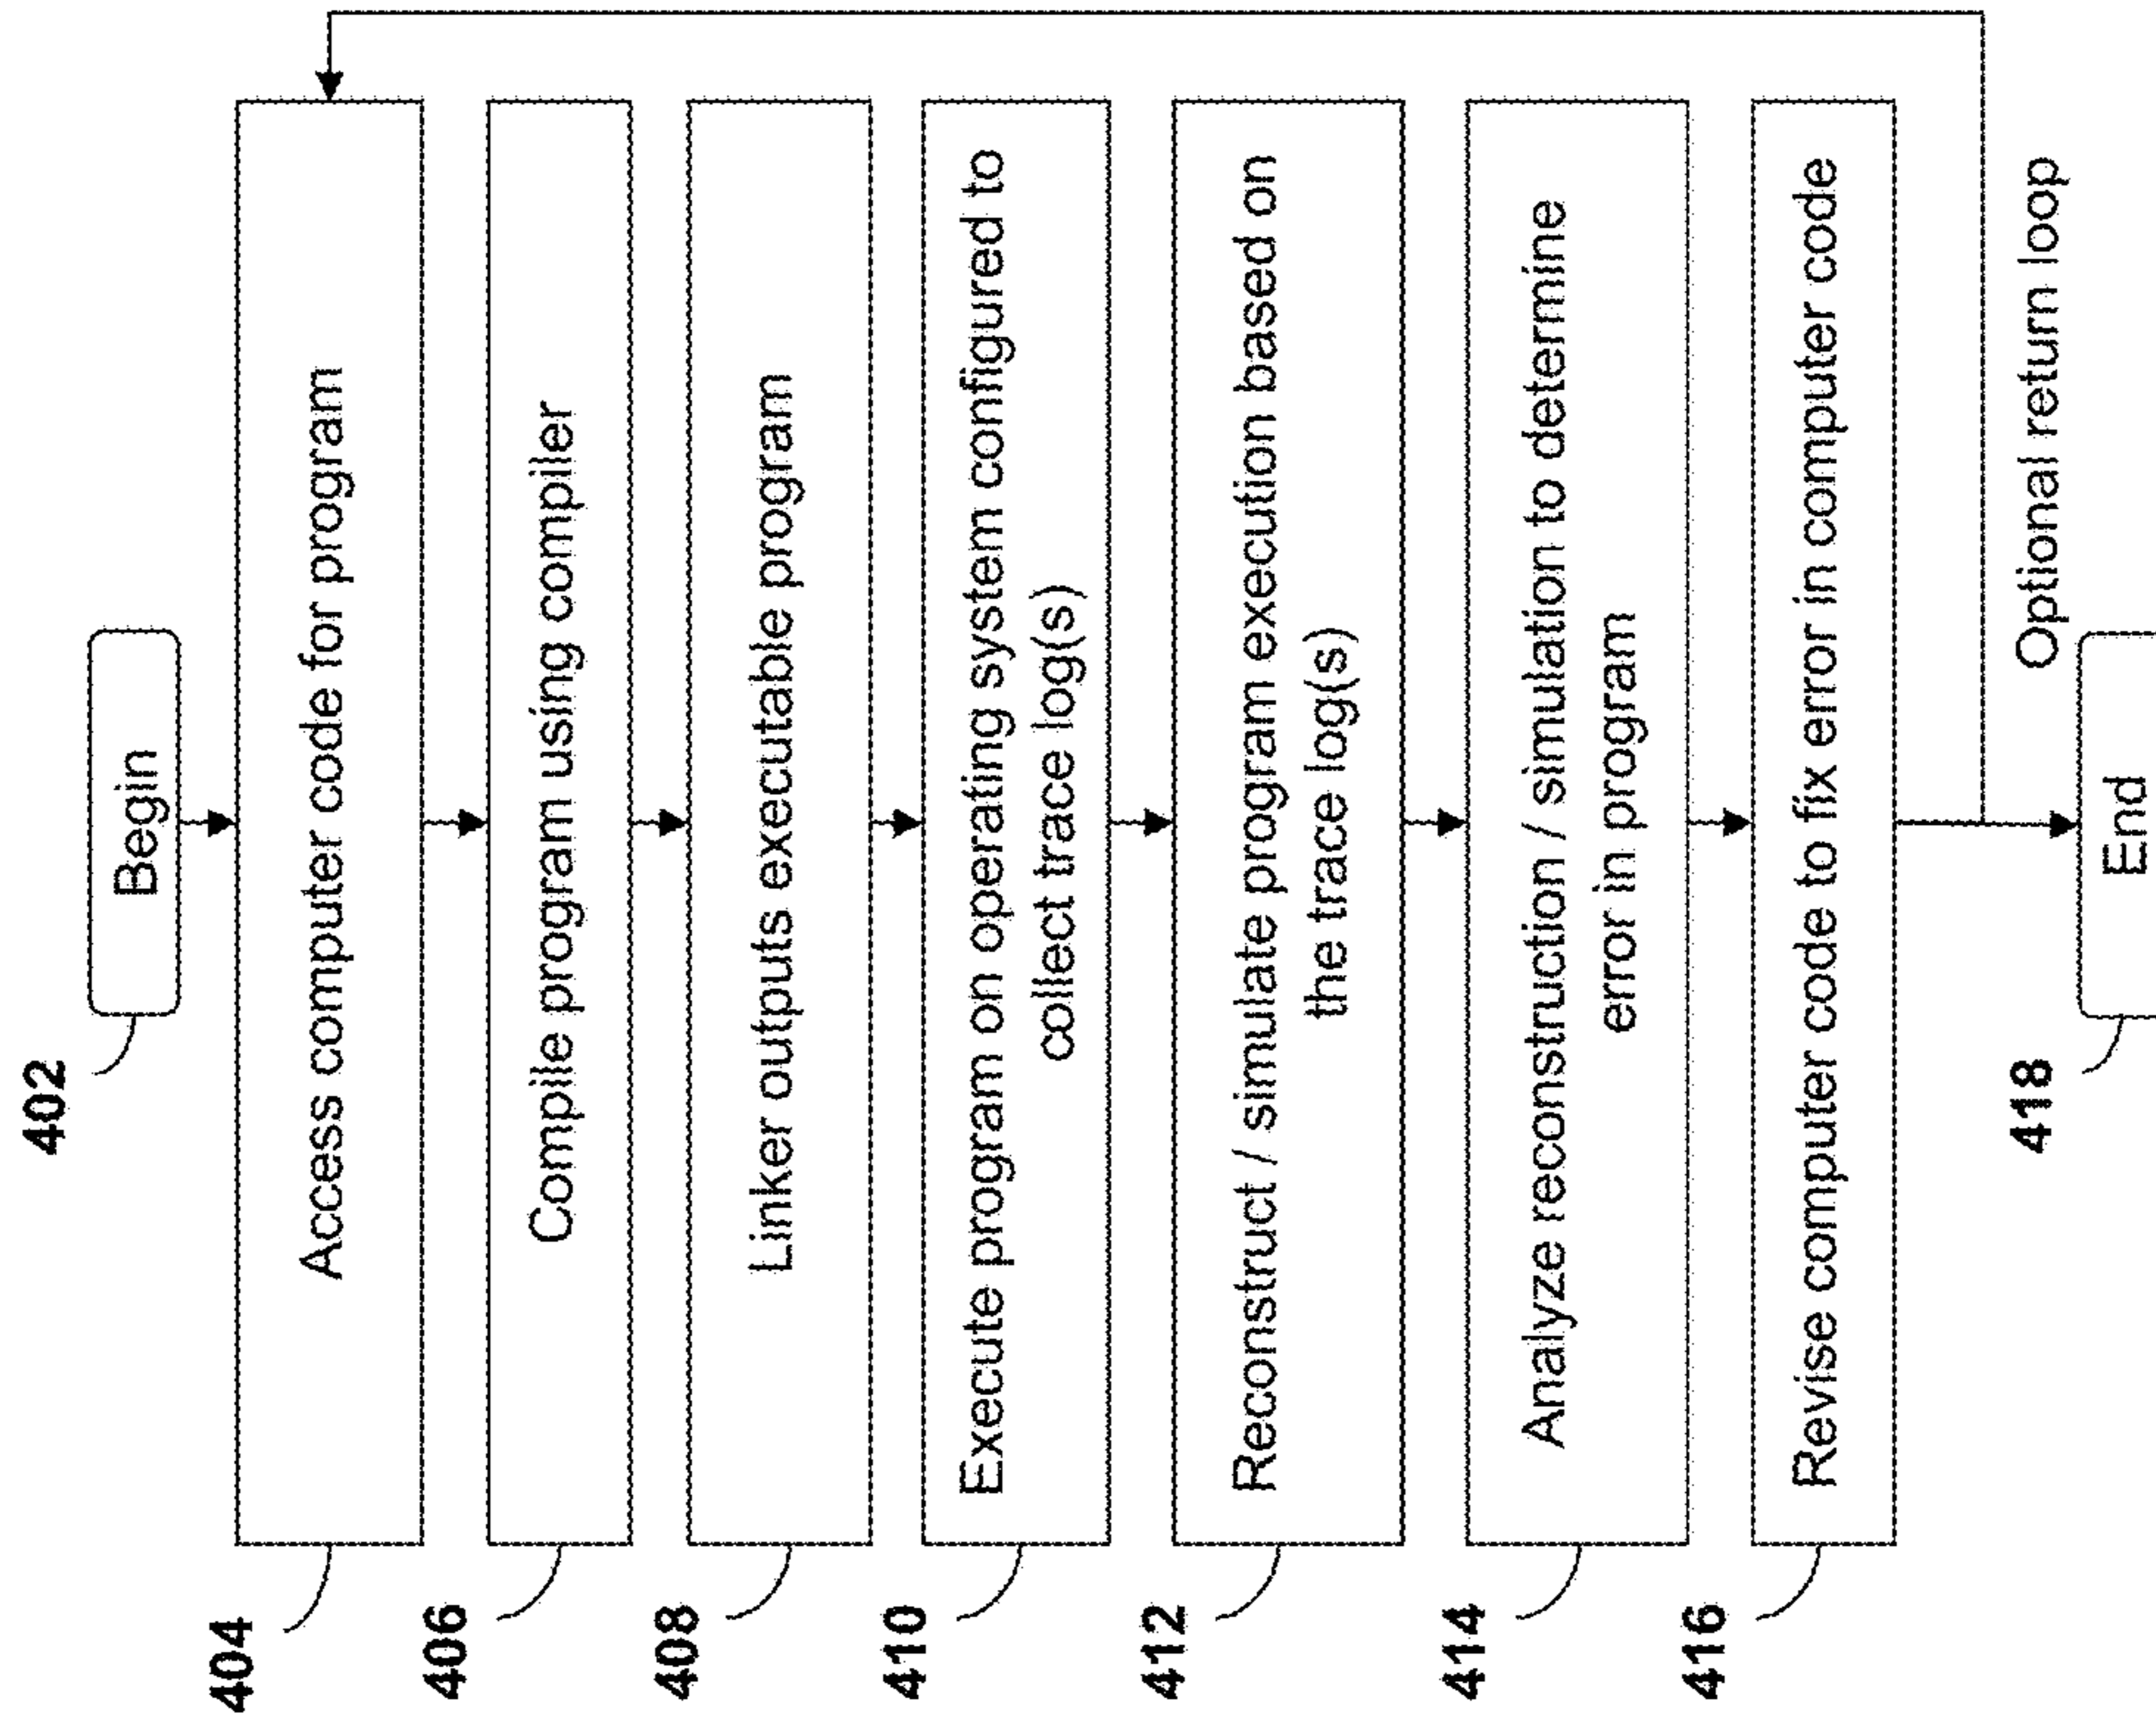 402
Begin
404
Access computer code for program
406
Compile program using compiler
408
Linker outputs executable program
410
Execute program on operating system configured to
collect trace log(s)
412
Reconstruct / simulate program execution based on
the trace log(s)
414
Analyze reconstruction / simulation to determine
error in program
416
Revise computer code to fix error in computer code
Optional return loop
418
End